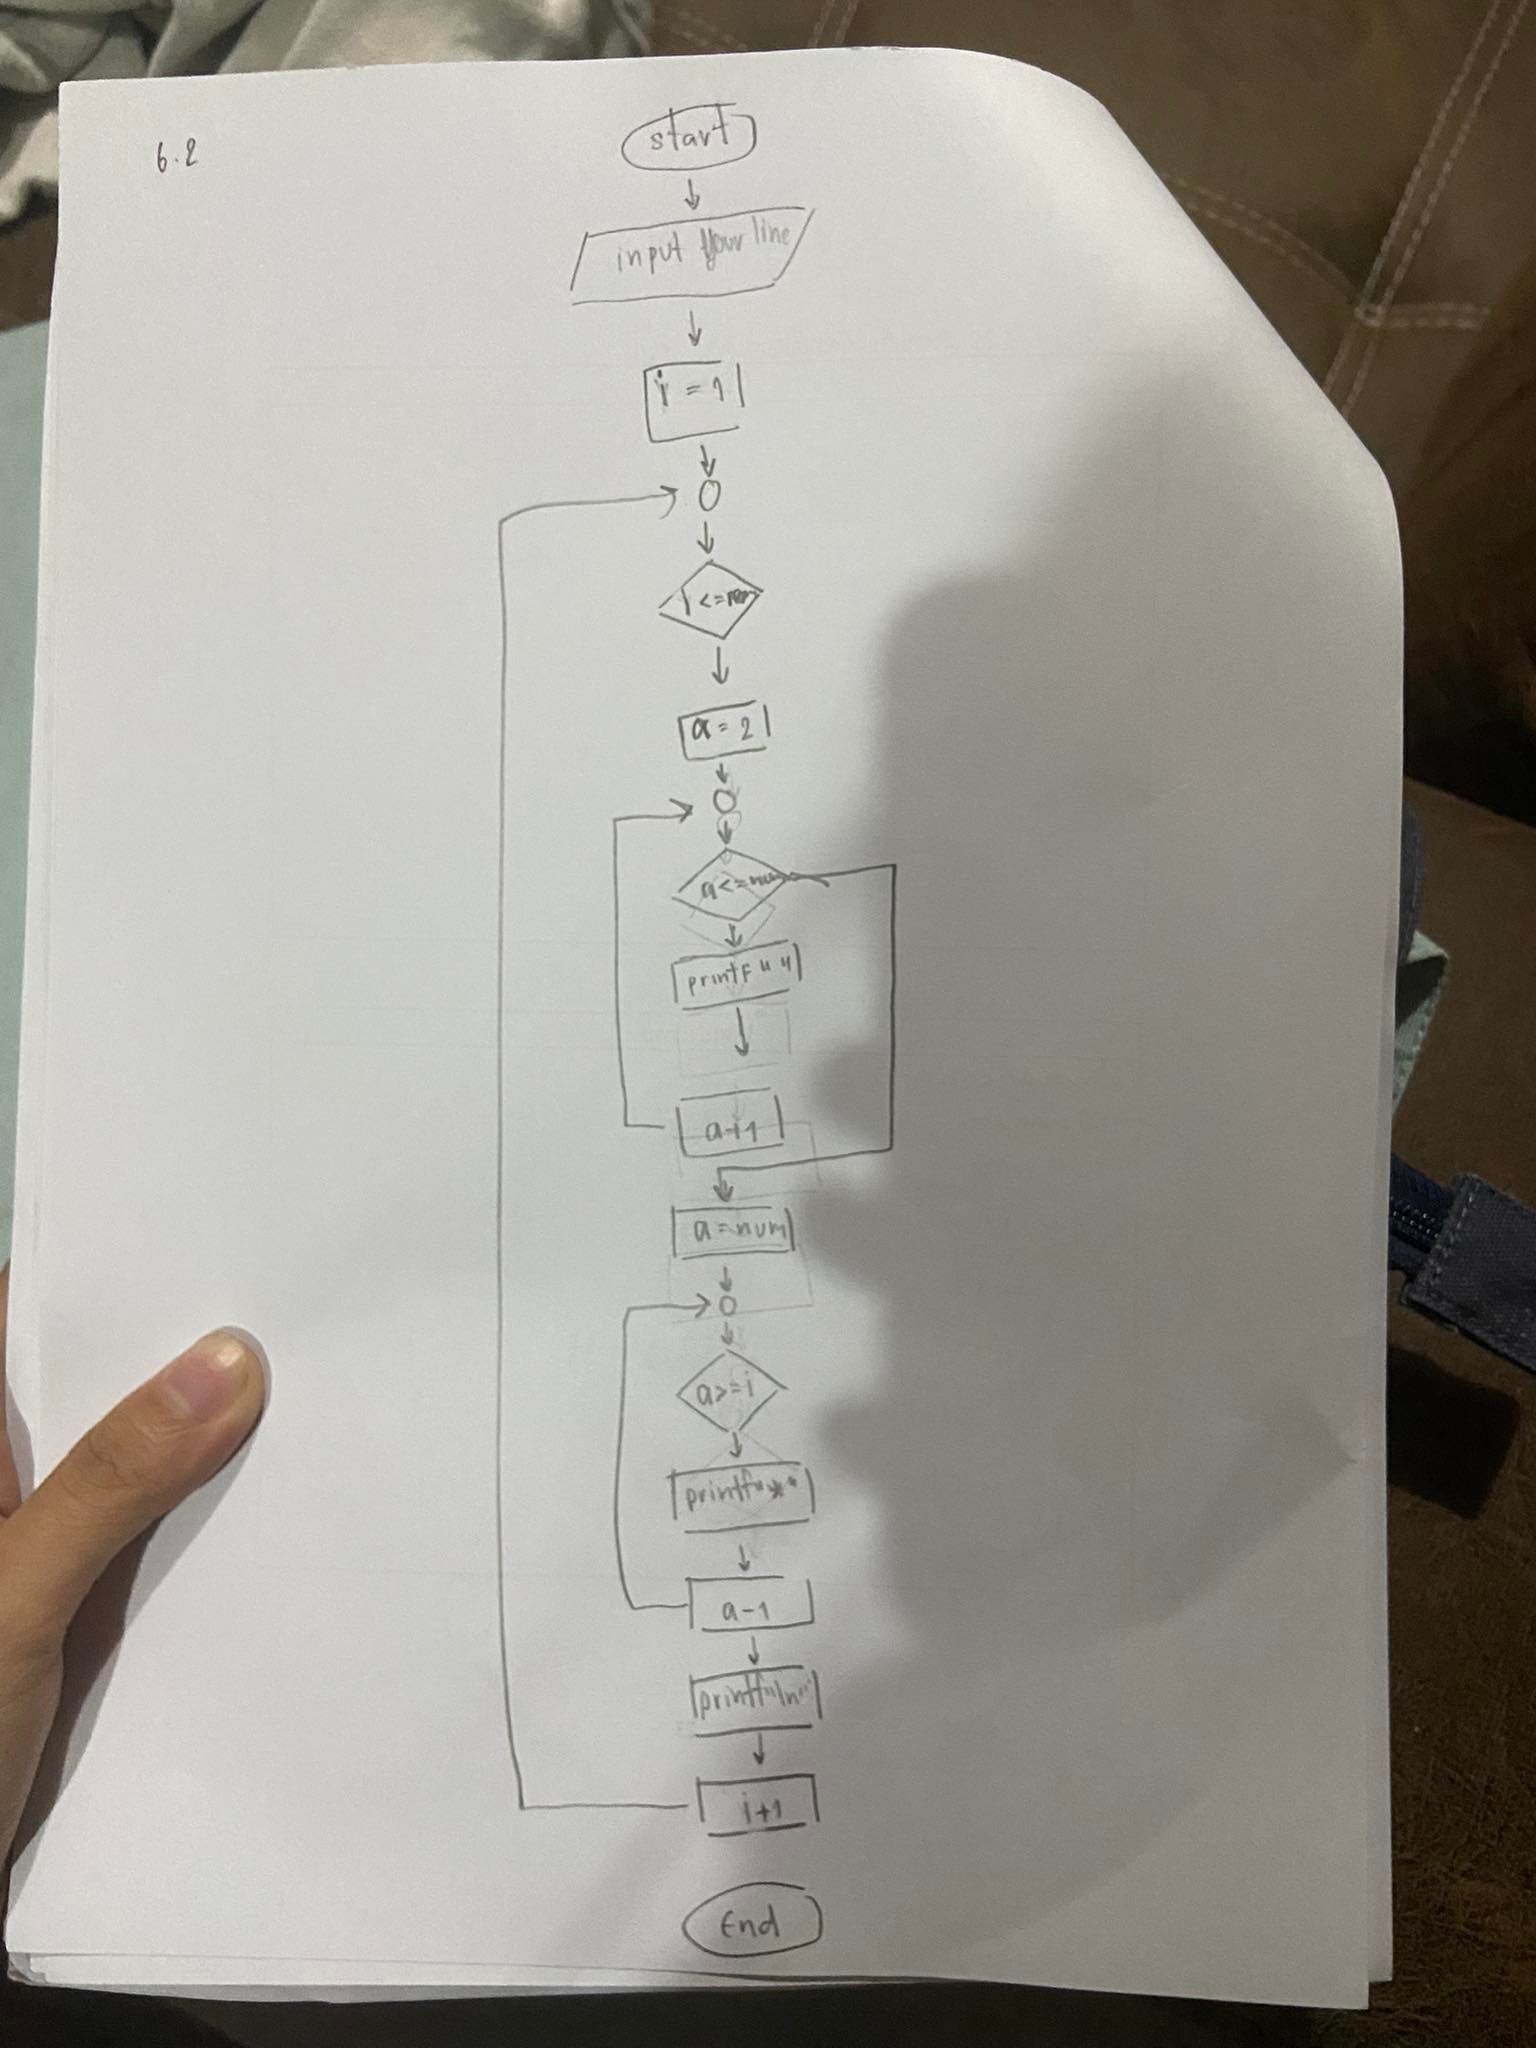 6.2
start
input your line
i = 1
i <= num
a = 2
a <= num
printf " "
a+1
a = num
a >= i
printf "*"
a-1
printf "\n"
i+1
End